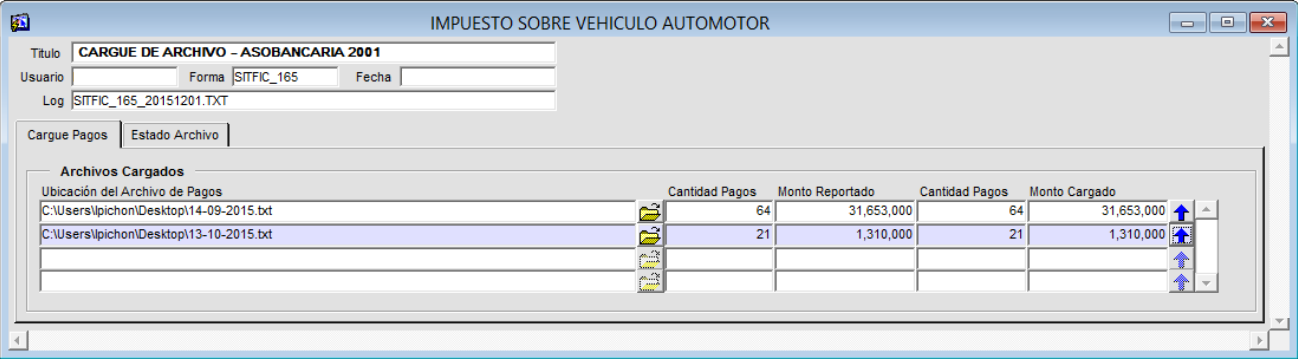 IMPUESTO SOBRE VEHICULO AUTOMOTOR
Titulo CARGUE DE ARCHIVO - ASOBANCARIA 2001
Usuario Forma SITFIC_165 Fecha
Log SITFIC_165_20151201.TXT
Cargue Pagos Estado Archivo
Archivos Cargados
Ubicación del Archivo de Pagos Cantidad Pagos Monto Reportado Cantidad Pagos Monto Cargado
C:\Users\lpichon\Desktop\14-09-2015.txt 64 31,653,000 64 31,653,000
C:\Users\lpichon\Desktop\13-10-2015.txt 21 1,310,000 21 1,310,000